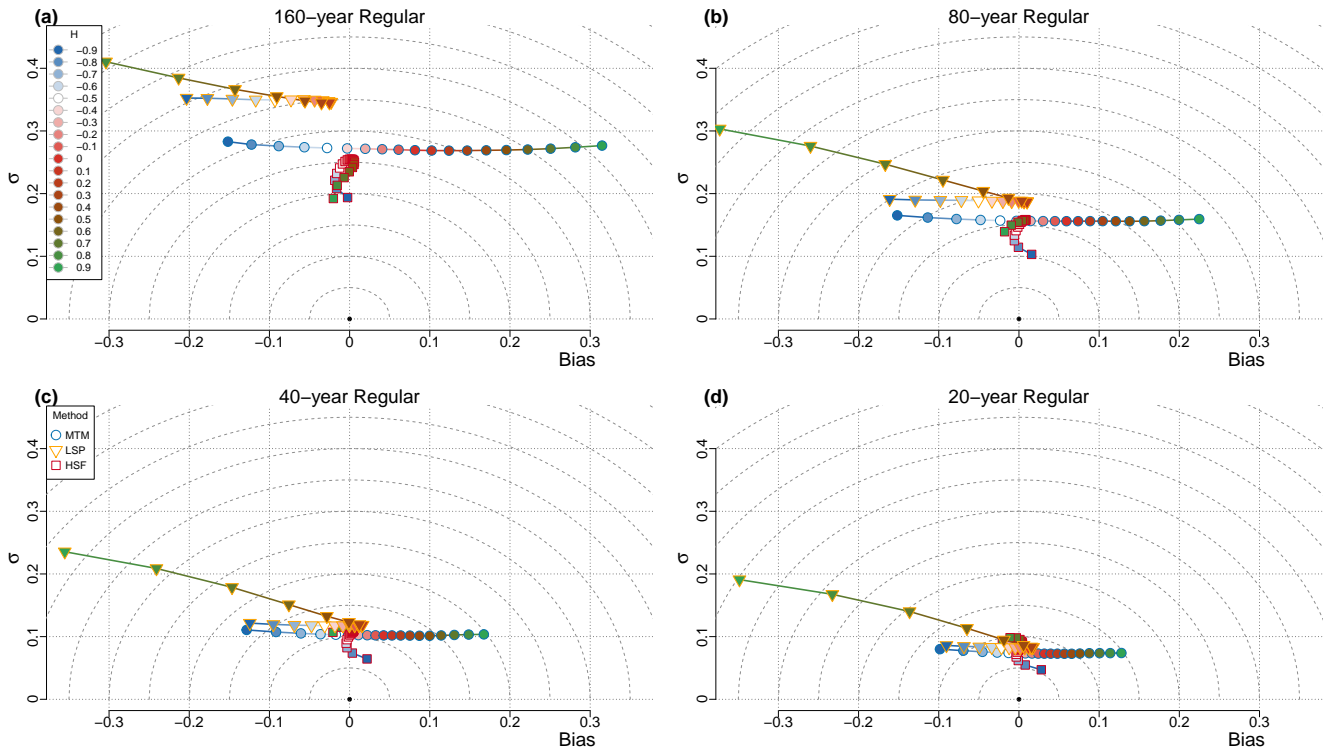 (a) 160−year Regular
H
−0.9
−0.8
−0.7
−0.6
−0.5
−0.4
−0.3
−0.2
−0.1
0
0.1
0.2
0.3
0.4
0.5
0.6
0.7
0.8
0.9
σ
0.4
0.3
0.2
0.1
0
−0.3 −0.2 −0.1 0 0.1 0.2 0.3
Bias
(b) 80−year Regular
σ
0.4
0.3
0.2
0.1
0
−0.3 −0.2 −0.1 0 0.1 0.2 0.3
Bias
(c) 40−year Regular
Method
MTM
LSP
HSF
σ
0.4
0.3
0.2
0.1
0
−0.3 −0.2 −0.1 0 0.1 0.2 0.3
Bias
(d) 20−year Regular
σ
0.4
0.3
0.2
0.1
0
−0.3 −0.2 −0.1 0 0.1 0.2 0.3
Bias